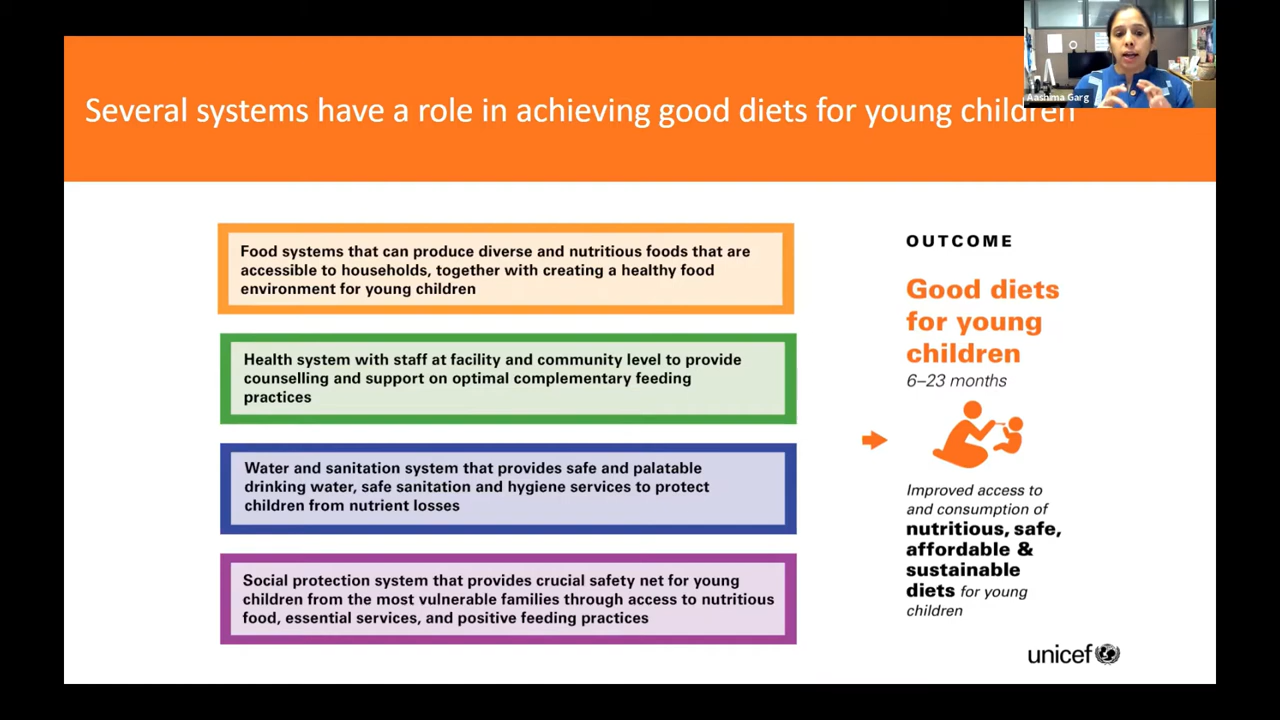 Aashma Garg
Several systems have a role in achieving good diets for young children
Food systems that can produce diverse and nutritious foods that are
accessible to households, together with creating a healthy food
environment for young children
Health system with staff at facility and community level to provide
counselling and support on optimal complementary feeding
practices
Water and sanitation system that provides safe and palatable
drinking water, safe sanitation and hygiene services to protect
children from nutrient losses
Social protection system that provides crucial safety net for young
children from the most vulnerable families through access to nutritious
food, essential services, and positive feeding practices
OUTCOME
Good diets
for young
children
6–23 months
Improved access to
and consumption of
nutritious, safe,
affordable &
sustainable
diets for young
children
unicef